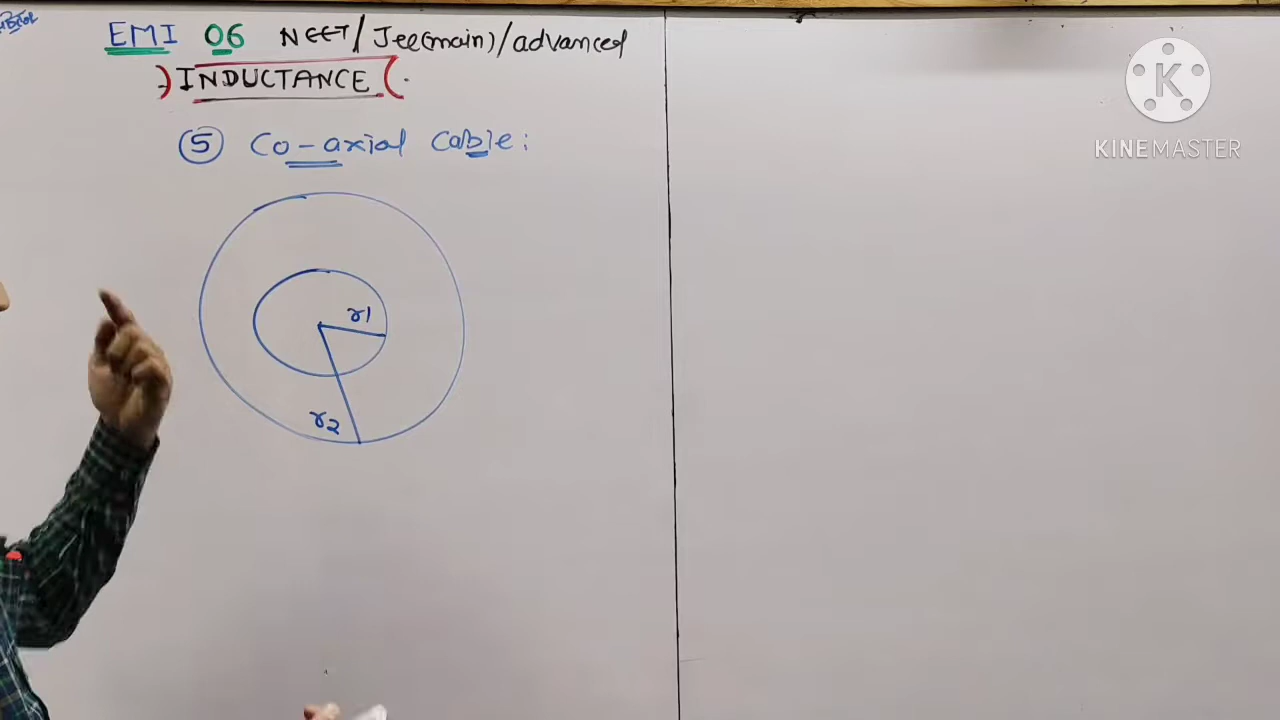 EMI 06 NEET/Jee(main)/advanced
INDUCTANCE
5 Co-axial Cable:
r1
r2
K
KINEMASTER